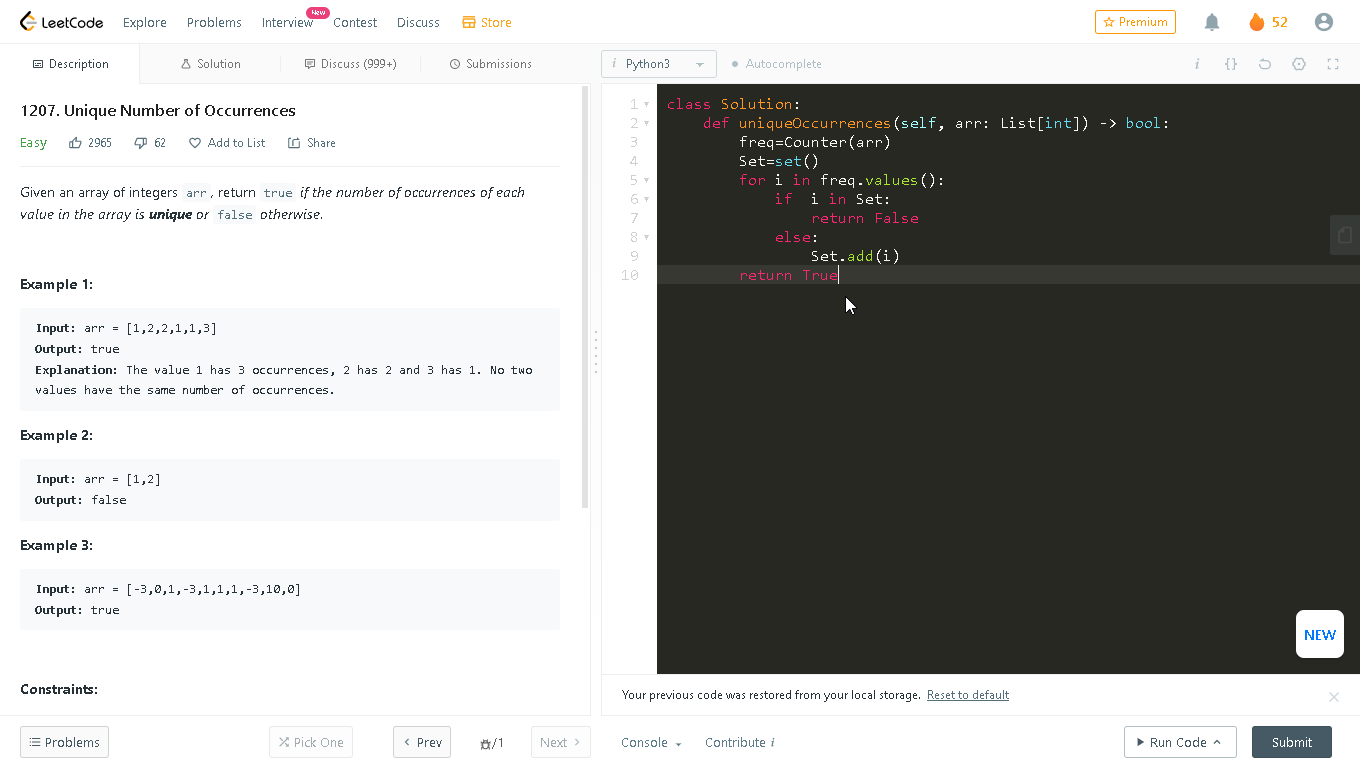 LeetCode Explore Problems Interview New Contest Discuss Store Premium 52
Description Solution Discuss (999+) Submissions i Python3 Autocomplete i {}
1207. Unique Number of Occurrences
Easy 2965 62 Add to List Share
Given an array of integers arr, return true if the number of occurrences of each
value in the array is unique or false otherwise.
Example 1:
Input: arr = [1,2,2,1,1,3]
Output: true
Explanation: The value 1 has 3 occurrences, 2 has 2 and 3 has 1. No two
values have the same number of occurrences.
Example 2:
Input: arr = [1,2]
Output: false
Example 3:
Input: arr = [-3,0,1,-3,1,1,1,-3,10,0]
Output: true
Constraints:
1 class Solution:
2 def uniqueOccurrences(self, arr: List[int]) -> bool:
3 freq=Counter(arr)
4 Set=set()
5 for i in freq.values():
6 if  i in Set:
7 return False
8 else:
9 Set.add(i)
10 return True
NEW
Your previous code was restored from your local storage. Reset to default
Problems Pick One Prev /1 Next Console Contribute i Run Code Submit